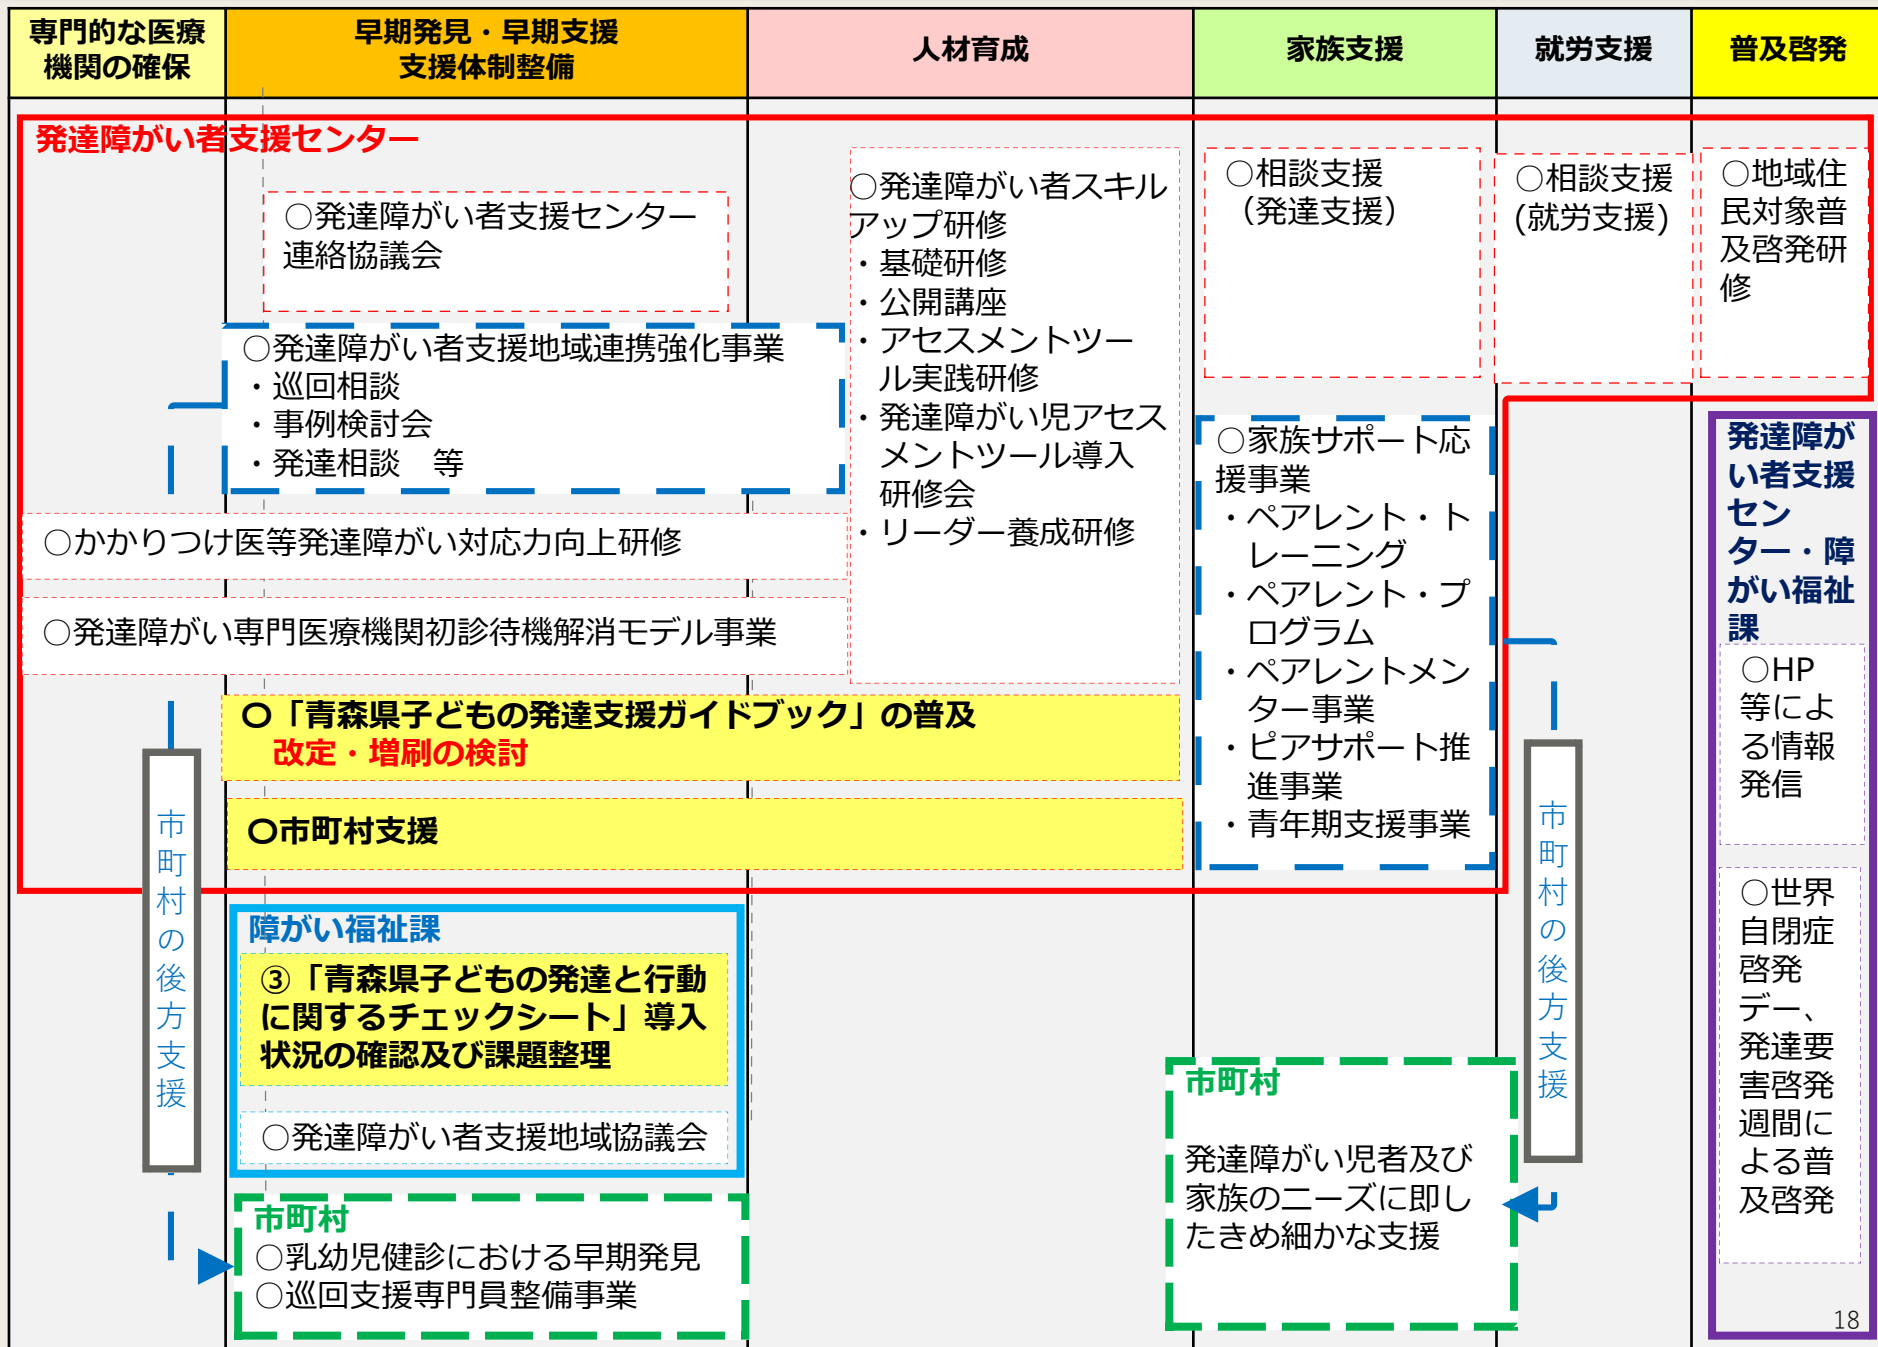 専門的な医療
機関の確保
早期発見・早期支援
支援体制整備
人材育成
家族支援
就労支援
普及啓発
発達障がい者支援センター
○発達障がい者支援センター
連絡協議会
○発達障がい者支援地域連携強化事業
・巡回相談
・事例検討会
・発達相談　等
○かかりつけ医等発達障がい対応力向上研修
○発達障がい専門医療機関初診待機解消モデル事業
○発達障がい者スキル
アップ研修
・基礎研修
・公開講座
・アセスメントツー
ル実践研修
・発達障がい児アセス
メントツール導入
研修会
・リーダー養成研修
○「青森県子どもの発達支援ガイドブック」の普及
改定・増刷の検討
○市町村支援
○相談支援
（発達支援）
○家族サポート応
援事業
・ペアレント・ト
レーニング
・ペアレント・プ
ログラム
・ペアレントメン
ター事業
・ピアサポート推
進事業
・青年期支援事業
○相談支援
(就労支援)
○地域住
民対象普
及啓発研
修
発達障が
い者支援
セン
ター・障
がい福祉
課
○HP
等によ
る情報
発信
○世界
自閉症
啓発
デー、
発達要
害啓発
週間に
よる普
及啓発
市町村の後方支援
障がい福祉課
③「青森県子どもの発達と行動
に関するチェックシート」導入
状況の確認及び課題整理
○発達障がい者支援地域協議会
市町村
○乳幼児健診における早期発見
○巡回支援専門員整備事業
市町村の後方支援
市町村
発達障がい児者及び
家族のニーズに即し
たきめ細かな支援
18